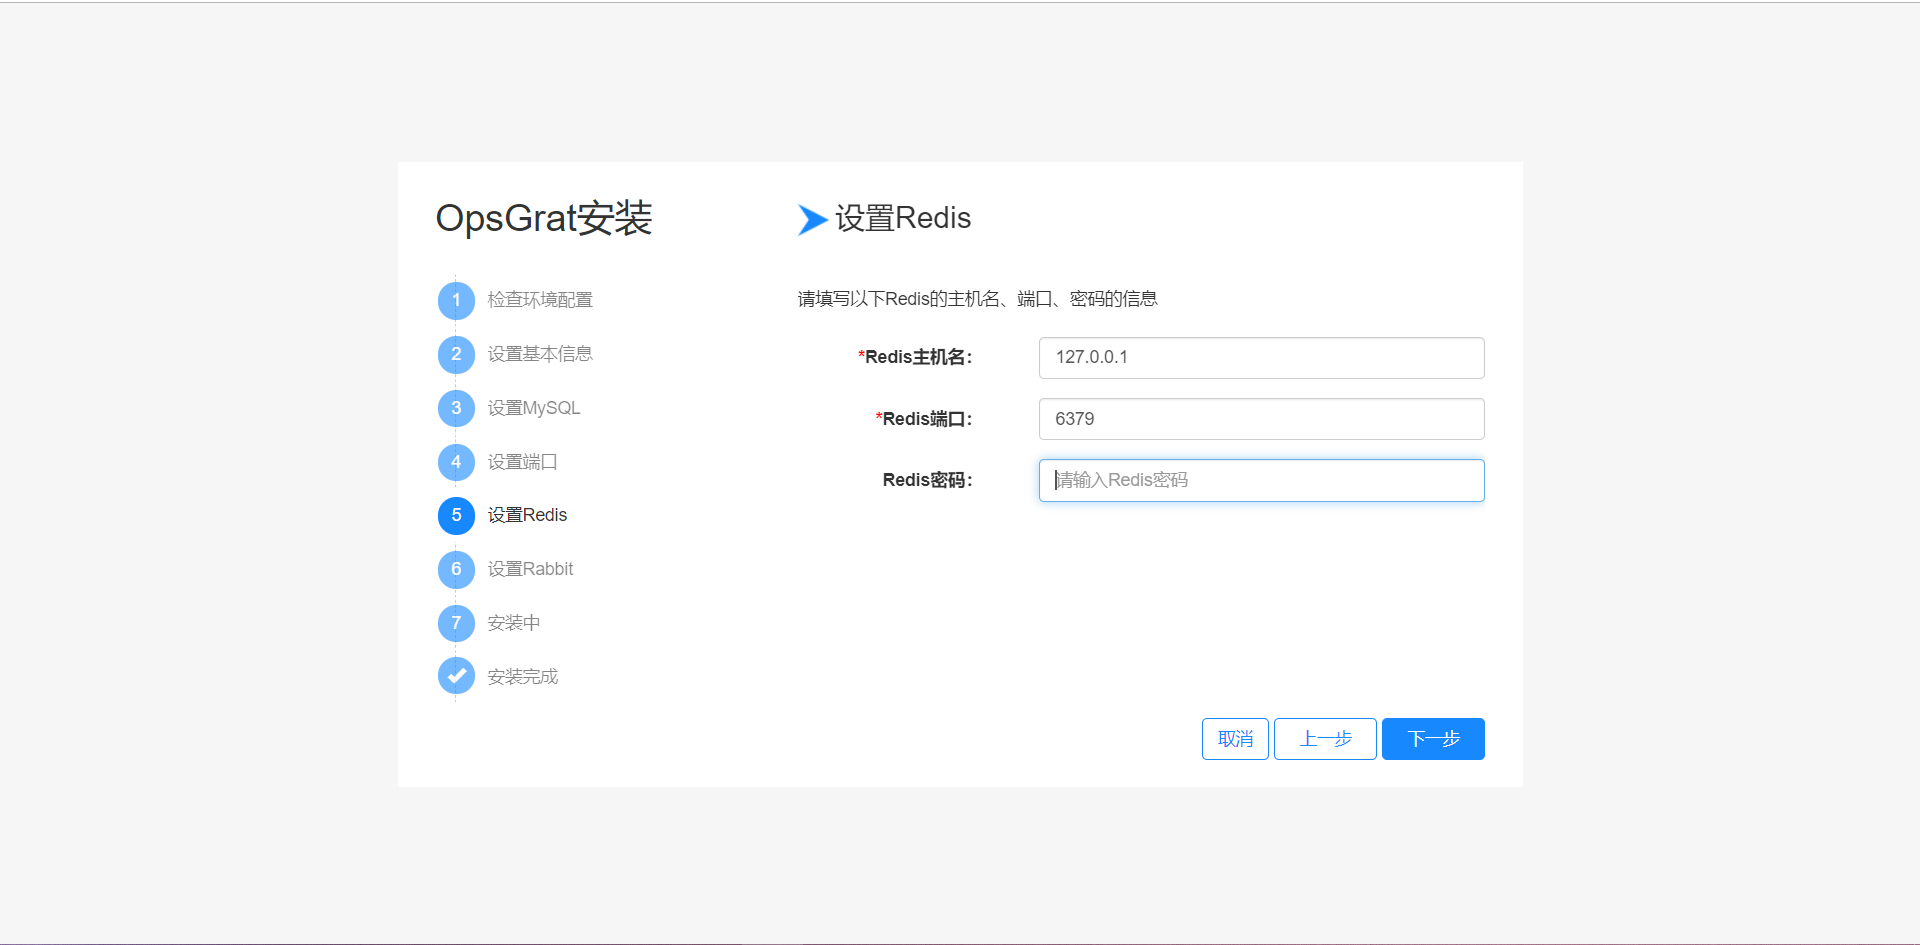 OpsGrat安装
1 检查环境配置
2 设置基本信息
3 设置MySQL
4 设置端口
5 设置Redis
6 设置Rabbit
7 安装中
安装完成
设置Redis
请填写以下Redis的主机名、端口、密码的信息
*Redis主机名: 127.0.0.1
*Redis端口: 6379
Redis密码: 请输入Redis密码
取消 上一步 下一步